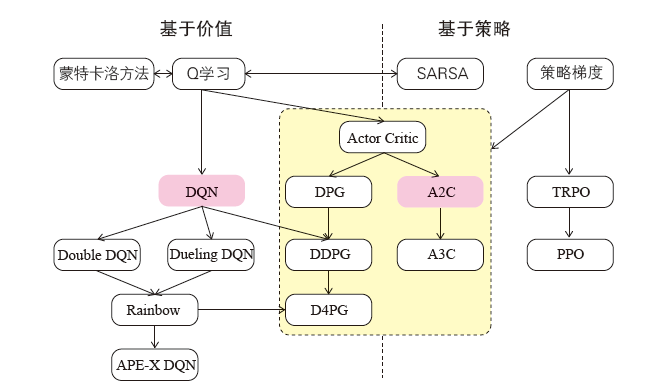 基于价值
基于策略
蒙特卡洛方法
Q学习
SARSA
策略梯度
Actor Critic
DQN
DPG
A2C
TRPO
Double DQN
Dueling DQN
DDPG
A3C
PPO
Rainbow
D4PG
APE-X DQN